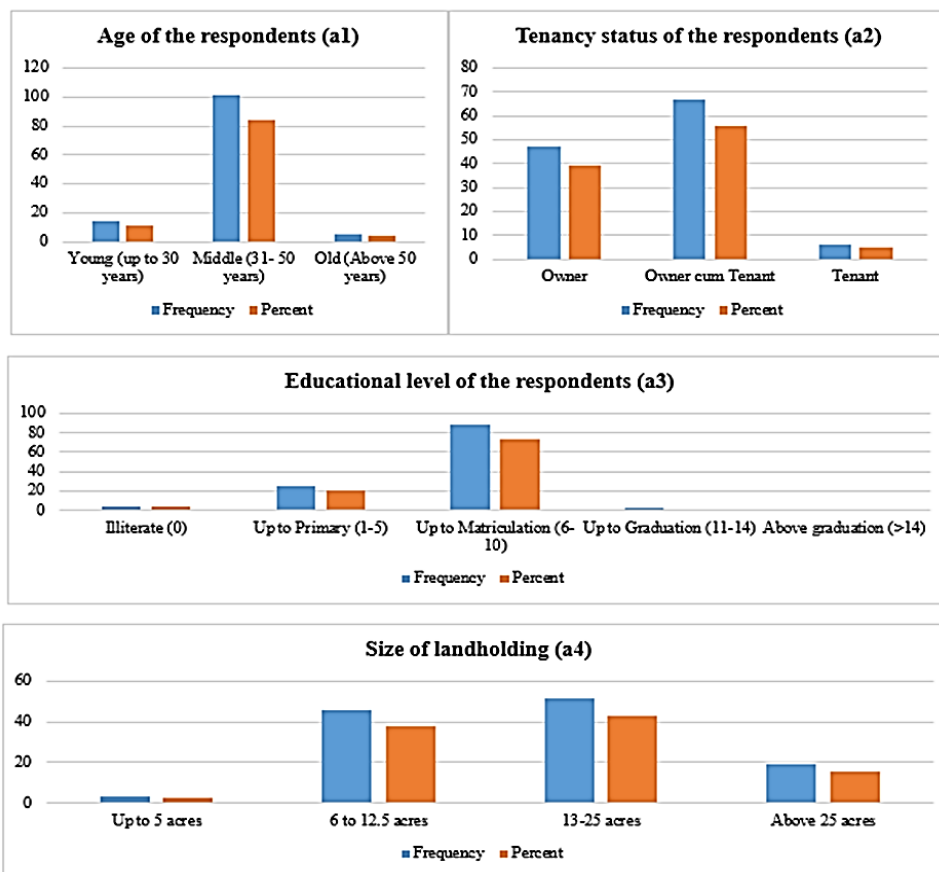 Age of the respondents (a1)
120
100
80
60
40
20
0
Young (up to 30 years)
Middle (31- 50 years)
Old (Above 50 years)
Frequency Percent
Tenancy status of the respondents (a2)
80
70
60
50
40
30
20
10
0
Owner Owner cum Tenant Tenant
Frequency Percent
Educational level of the respondents (a3)
100
80
60
40
20
0
Illiterate (0) Up to Primary (1-5) Up to Matriculation (6- Up to Graduation (11-14) Above graduation (>14)
10)
Frequency Percent
Size of landholding (a4)
60
40
20
0
Up to 5 acres 6 to 12.5 acres 13-25 acres Above 25 acres
Frequency Percent